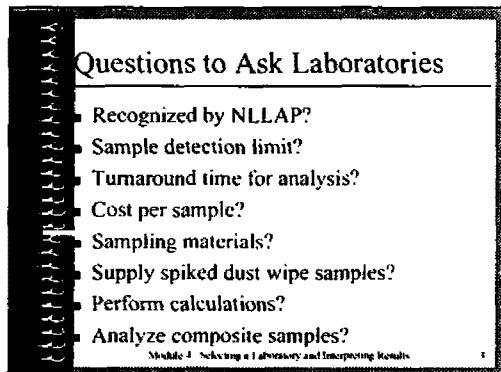 Questions to Ask Laboratories
Recognized by NLLAP?
Sample detection limit?
Turnaround time for analysis?
Cost per sample?
Sampling materials?
Supply spiked dust wipe samples?
Perform calculations?
Analyze composite samples?
Module 4 Selecting a Laboratory and Interpreting Results